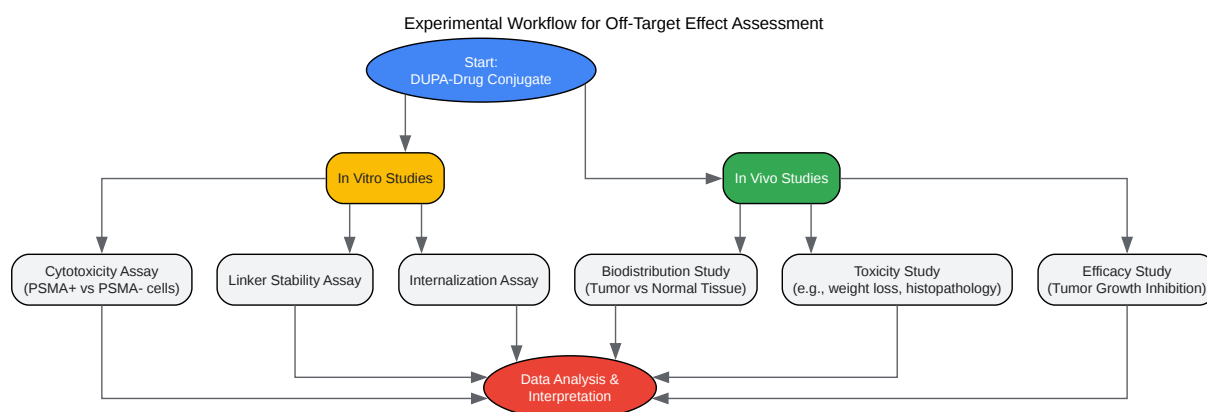 Experimental Workflow for Off-Target Effect Assessment
Start:
DUPA-Drug Conjugate
In Vitro Studies
In Vivo Studies
Cytotoxicity Assay
(PSMA+ vs PSMA- cells)
Linker Stability Assay
Internalization Assay
Biodistribution Study
(Tumor vs Normal Tissue)
Toxicity Study
(e.g., weight loss, histopathology)
Efficacy Study
(Tumor Growth Inhibition)
Data Analysis &
Interpretation